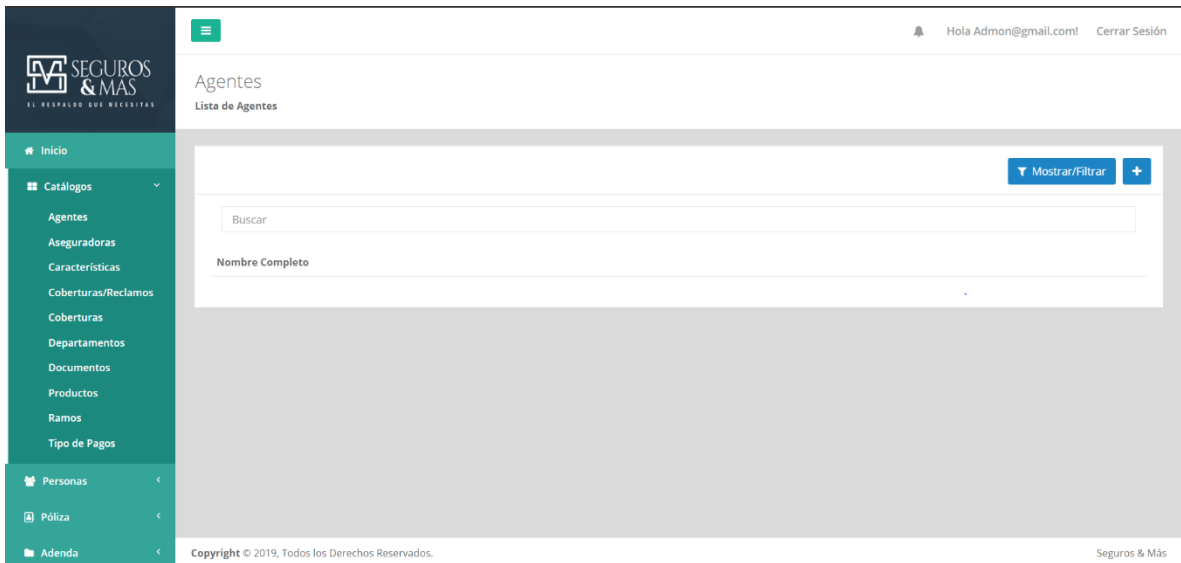 SEGUROS
& MAS
EL RESPALDO QUE NECESITAS
Inicio
Catálogos
Agentes
Aseguradoras
Características
Coberturas/Reclamos
Coberturas
Departamentos
Documentos
Productos
Ramos
Tipo de Pagos
Personas
Póliza
Adenda
Hola Admon@gmail.com! Cerrar Sesión
Agentes
Lista de Agentes
Mostrar/Filtrar +
Buscar
Nombre Completo
Copyright © 2019, Todos los Derechos Reservados. Seguros & Más